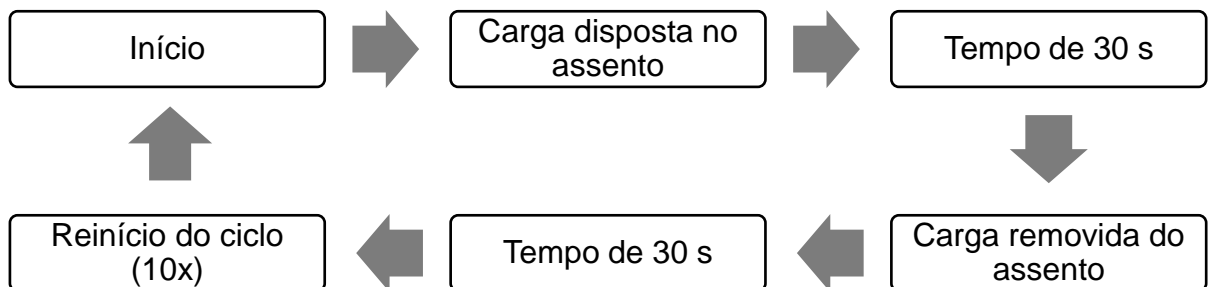 Início
Carga disposta no
assento
Tempo de 30 s
Carga removida do
assento
Tempo de 30 s
Reinício do ciclo
(10x)